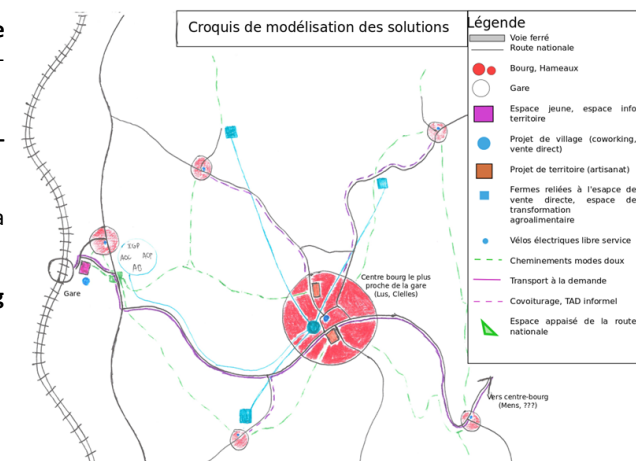 e
a
g
Croquis de modélisation des solutions
Légende
Voie ferré
Route nationale
Bourg, Hameaux
Gare
Espace jeune, espace info
territoire
Projet de village (coworking,
vente direct)
Projet de territoire (artisanat)
Fermes reliées à l'esapce de
vente directe, espace de
transformation
agroalimentaire
Vélos électriques libre service
Cheminements modes doux
Transport à la demande
Covoiturage, TAD informel
Espace appaisé de la route
nationale
Gare
Centre bourg le plus
proche de la gare
(Lus, Clelles)
Vers centre-bourg
(Mens, ???)